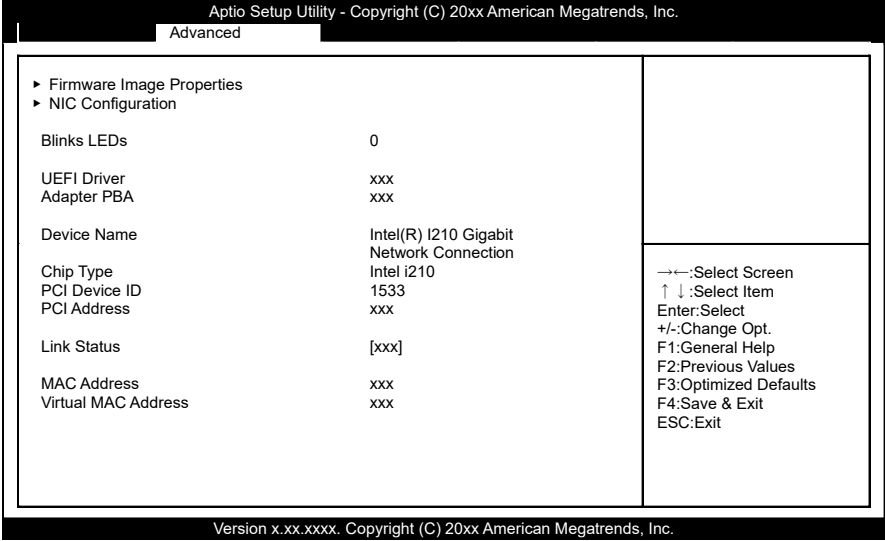 Aptio Setup Utility - Copyright (C) 20xx American Megatrends, Inc.
Advanced
► Firmware Image Properties
► NIC Configuration
Blinks LEDs 0
UEFI Driver xxx
Adapter PBA xxx
Device Name Intel(R) I210 Gigabit
Network Connection
Chip Type Intel i210
PCI Device ID 1533
PCI Address xxx
Link Status [xxx]
MAC Address xxx
Virtual MAC Address xxx
→←:Select Screen
↑ ↓ :Select Item
Enter:Select
+/-:Change Opt.
F1:General Help
F2:Previous Values
F3:Optimized Defaults
F4:Save & Exit
ESC:Exit
Version x.xx.xxxx. Copyright (C) 20xx American Megatrends, Inc.